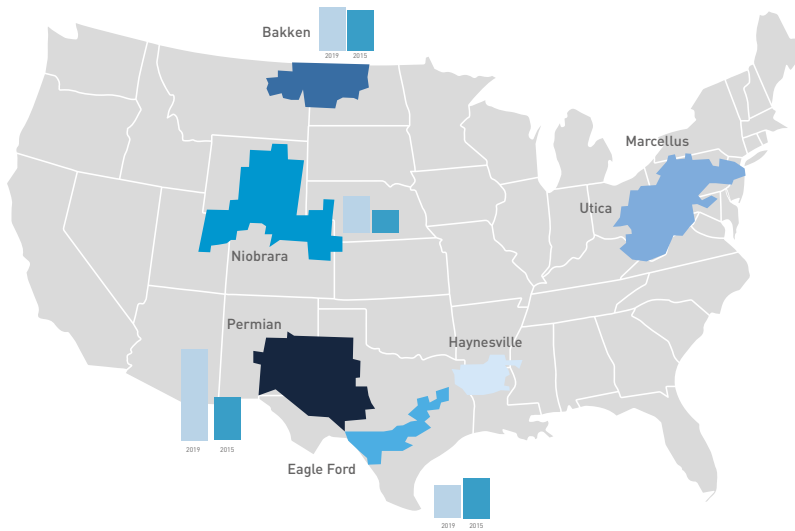 Bakken
2019 2015
Marcellus
Utica
Niobrara
Permian
Haynesville
2019 2015
Eagle Ford
2019 2015